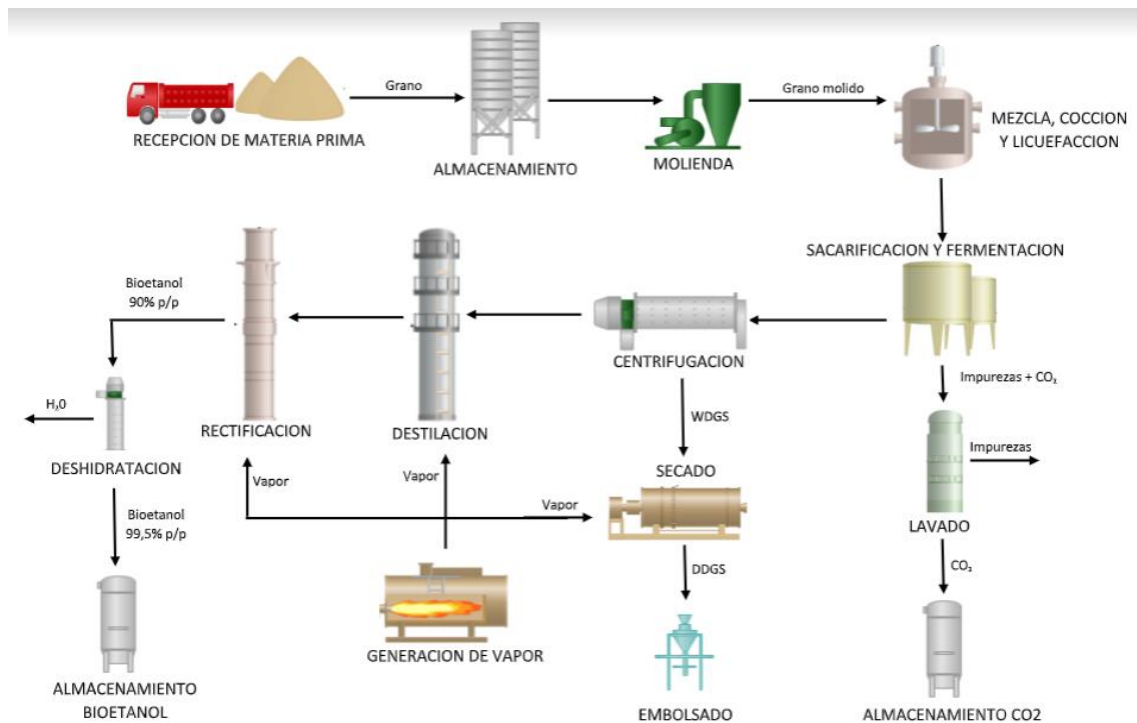 Grano
RECEPCION DE MATERIA PRIMA
ALMACENAMIENTO
MOLIENDA
Grano molido
MEZCLA, COCCION
Y LICUEFACCION
SACARIFICACION Y FERMENTACION
Bioetanol
90% p/p
CENTRIFUGACION
Impurezas + CO₂
H₂0
RECTIFICACION
DESTILACION
WDGS
DESHIDRATACION
Vapor
Vapor
SECADO
Impurezas
Vapor
Bioetanol
99,5% p/p
LAVADO
DDGS
CO₂
GENERACION DE VAPOR
ALMACENAMIENTO
BIOETANOL
EMBOLSADO
ALMACENAMIENTO CO2